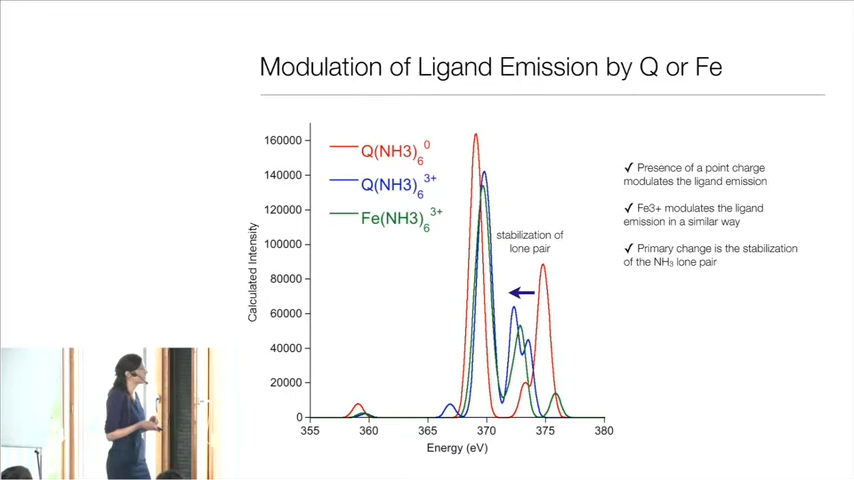 Modulation of Ligand Emission by Q or Fe
160000
140000
120000
100000
80000
60000
40000
20000
0
Calculated Intensity
Q(NH3)6 0
Q(NH3)6 3+
Fe(NH3)6 3+
stabilization of
lone pair
355 360 365 370 375 380
Energy (eV)
✓ Presence of a point charge
modulates the ligand emission
✓ Fe3+ modulates the ligand
emission in a similar way
✓ Primary change is the stabilization
of the NH3 lone pair